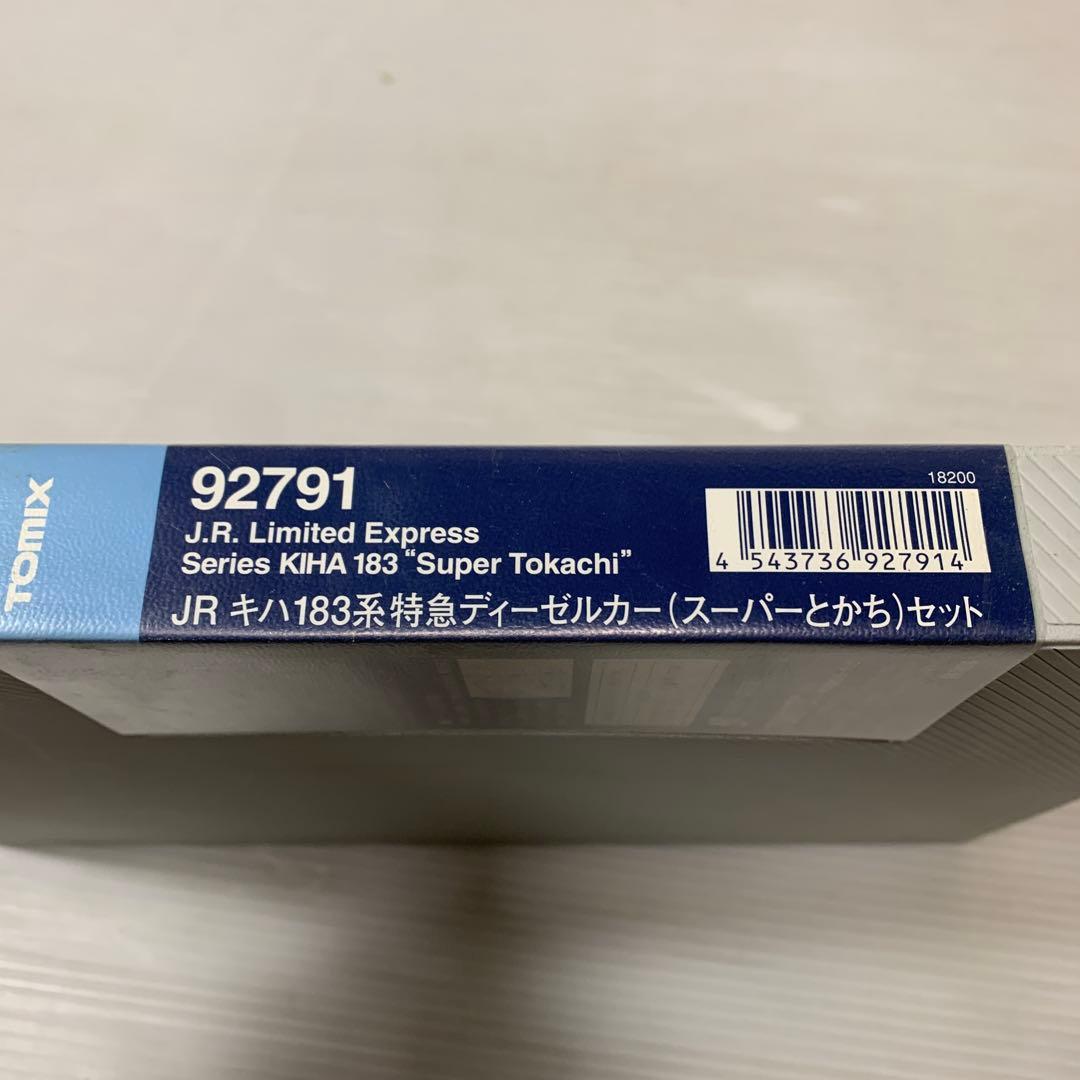 TOMIX
92791
J.R. Limited Express
Series KIHA 183 “Super Tokachi”
JR キハ183系特急ディーゼルカー(スーパーとかち)セット
18200
4 543736 927914